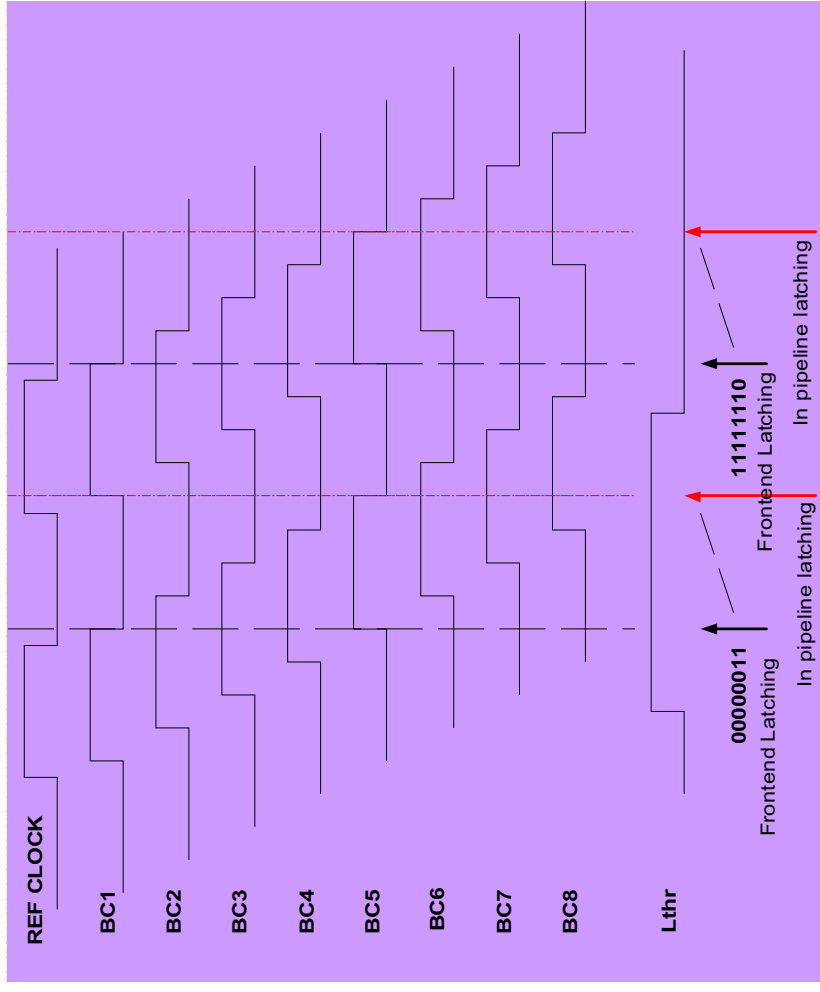 REF CLOCK
BC1
BC2
BC3
BC4
BC5
BC6
BC7
BC8
Lthr
00000011
Frontend Latching
In pipeline latching
11111110
Frontend Latching
In pipeline latching